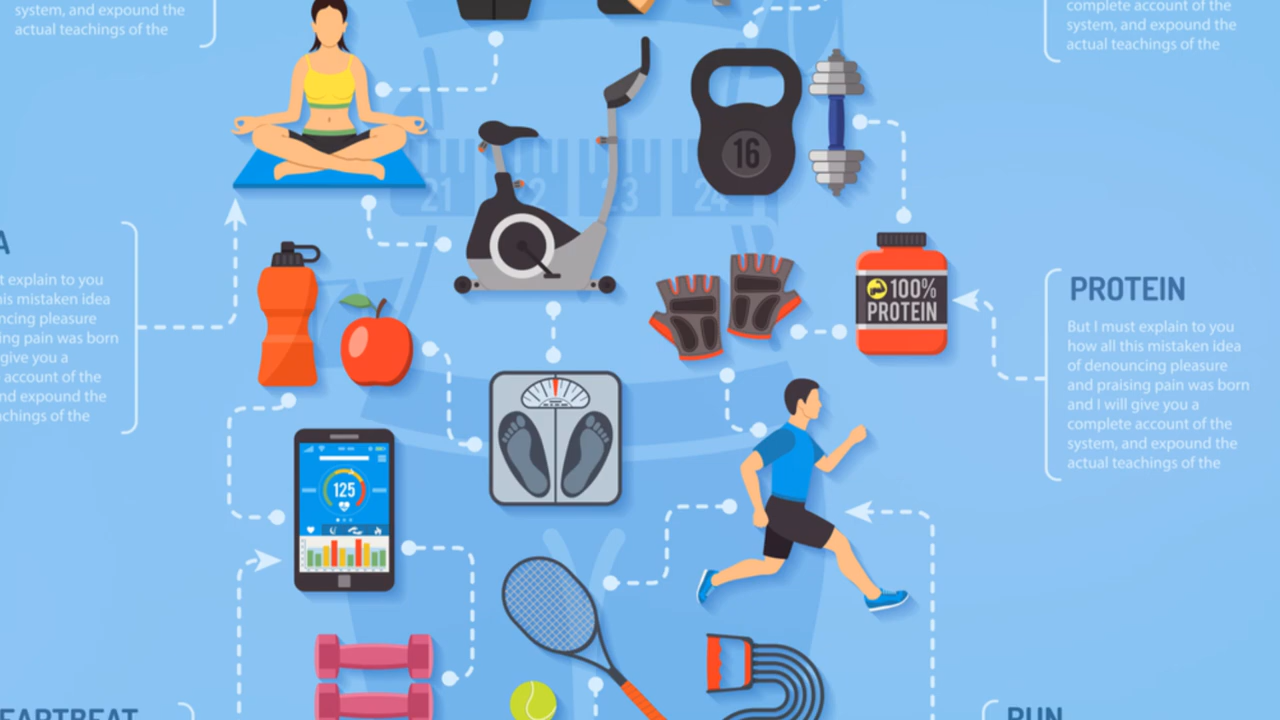 system, and expound the
actual teachings of the
complete account of the
system, and expound the
actual teachings of the
16
21
22
23
24
A
t explain to you
his mistaken idea
ncing pleasure
ing pain was born
give you a
account of the
nd expound the
achings of the
100%
PROTEIN
PROTEIN
But I must explain to you
how all this mistaken idea
of denouncing pleasure
and praising pain was born
and I will give you a
complete account of the
system, and expound the
actual teachings of the
125
EARTBEAT
RUN